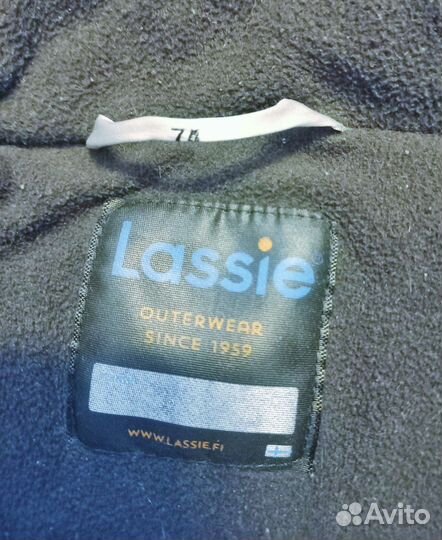 74
Lassie®
OUTERWEAR
SINCE 1959
WWW.LASSIE.FI
Avito